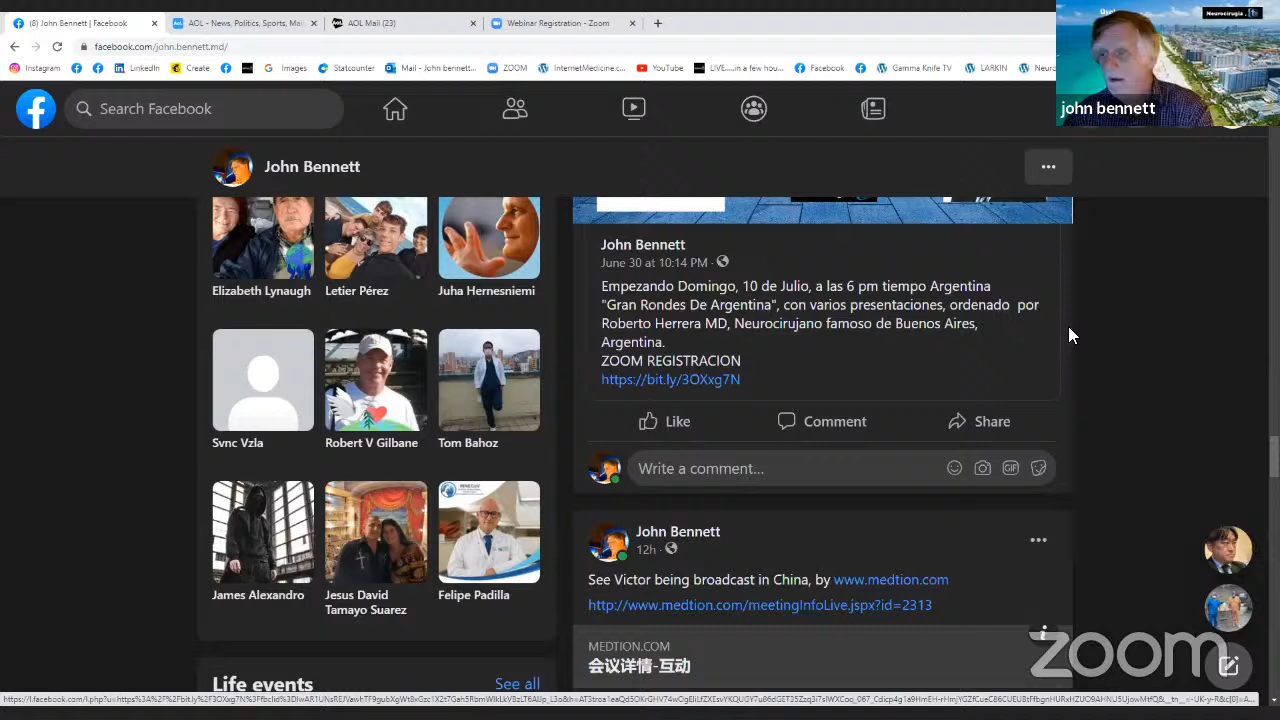 (8) John Bennett | Facebook
AOL - News, Politics, Sports, Mai
AOL Mail (23)
Webinar Registration - Zoom
facebook.com/john.bennett.md/
Instagram
LinkedIn
Create
Images
Statcounter
Mail - John bennett...
ZOOM
InternetMedicine.c...
YouTube
LIVE....in a few hou...
Facebook
Gamma Knife TV
LARKIN
Neurocirugia
john bennett
Search Facebook
John Bennett
Elizabeth Lynaugh
Letier Pérez
Juha Hernesniemi
Svnc Vzla
Robert V Gilbane
Tom Bahoz
James Alexandro
Jesus David
Tamayo Suarez
Felipe Padilla
Life events
See all
John Bennett
June 30 at 10:14 PM ·
Empezando Domingo, 10 de Julio, a las 6 pm tiempo Argentina
"Gran Rondes De Argentina", con varios presentaciones, ordenado por
Roberto Herrera MD, Neurocirujano famoso de Buenos Aires,
Argentina.
ZOOM REGISTRACION
https://bit.ly/3OXxg7N
Like
Comment
Share
Write a comment...
GIF
John Bennett
12h ·
See Victor being broadcast in China, by www.medtion.com
http://www.medtion.com/meetingInfoLive.jspx?id=2313
MEDTION.COM
会议详情-互动
zoom